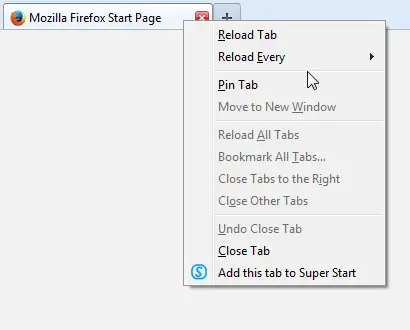 Mozilla Firefox Start Page
Reload Tab
Reload Every
Pin Tab
Move to New Window
Reload All Tabs
Bookmark All Tabs...
Close Tabs to the Right
Close Other Tabs
Undo Close Tab
Close Tab
Add this tab to Super Start